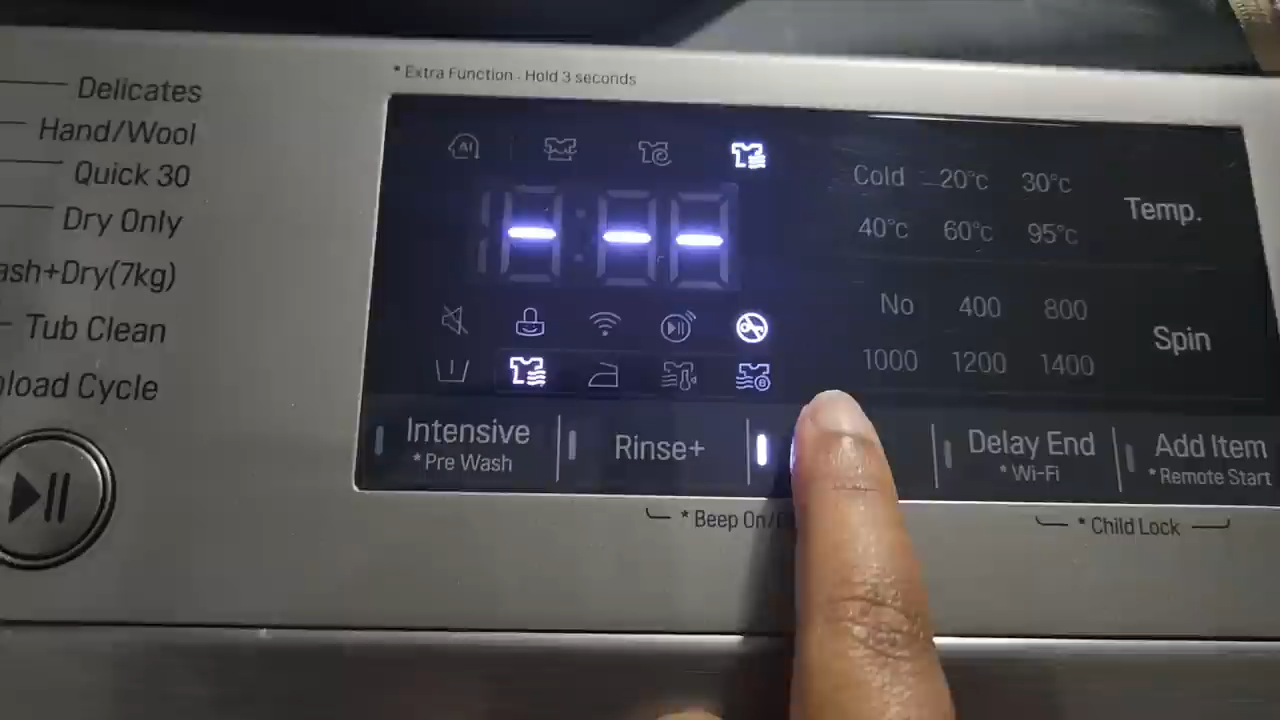 * Extra Function - Hold 3 seconds
Delicates
Hand/Wool
Quick 30
Dry Only
ash+Dry(7kg)
Tub Clean
load Cycle
AI
- : - -
Cold 20°c 30°c
40°c 60°c 95°c
Temp.
No 400 800
1000 1200 1400
Spin
Intensive
* Pre Wash
Rinse+
Delay End
* Wi-Fi
Add Item
* Remote Start
* Beep On/
* Child Lock